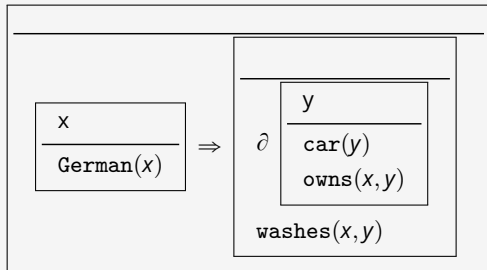 x
German(x)
⇒
∂
y
car(y)
owns(x, y)
washes(x, y)